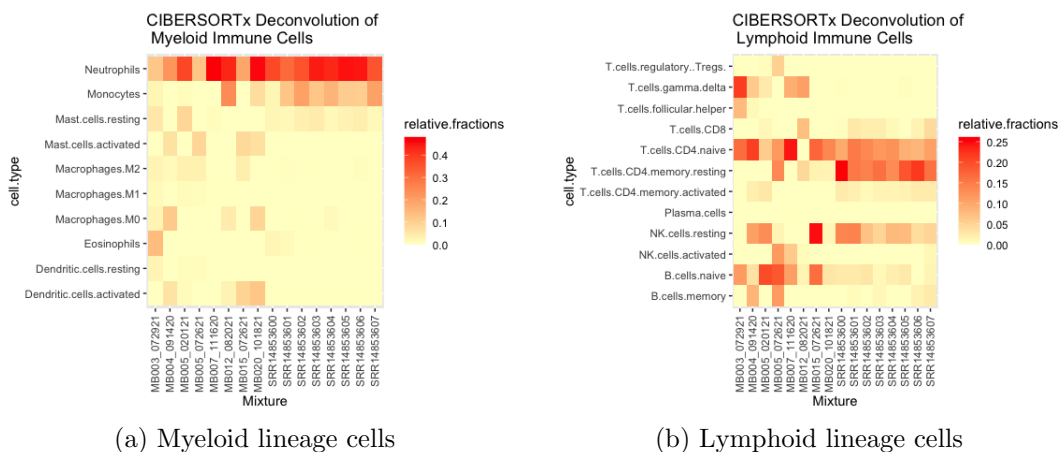 CIBERSORTx Deconvolution of
Myeloid Immune Cells
cell.type
Neutrophils
Monocytes
Mast.cells.resting
Mast.cells.activated
Macrophages.M2
Macrophages.M1
Macrophages.M0
Eosinophils
Dendritic.cells.resting
Dendritic.cells.activated
MB003_072921
MB004_091420
MB005_020121
MB005_072621
MB007_111620
MB012_082021
MB015_072621
MB020_101821
SRR14853600
SRR14853601
SRR14853602
SRR14853603
SRR14853604
SRR14853605
SRR14853606
SRR14853607
Mixture
relative.fractions
0.4
0.3
0.2
0.1
0.0
(a) Myeloid lineage cells
CIBERSORTx Deconvolution of
Lymphoid Immune Cells
cell.type
T.cells.regulatory..Tregs.
T.cells.gamma.delta
T.cells.follicular.helper
T.cells.CD8
T.cells.CD4.naive
T.cells.CD4.memory.resting
T.cells.CD4.memory.activated
Plasma.cells
NK.cells.resting
NK.cells.activated
B.cells.naive
B.cells.memory
MB003_072921
MB004_091420
MB005_020121
MB005_072621
MB007_111620
MB012_082021
MB015_072621
MB020_101821
SRR14853600
SRR14853601
SRR14853602
SRR14853603
SRR14853604
SRR14853605
SRR14853606
SRR14853607
Mixture
relative.fractions
0.25
0.20
0.15
0.10
0.05
0.00
(b) Lymphoid lineage cells